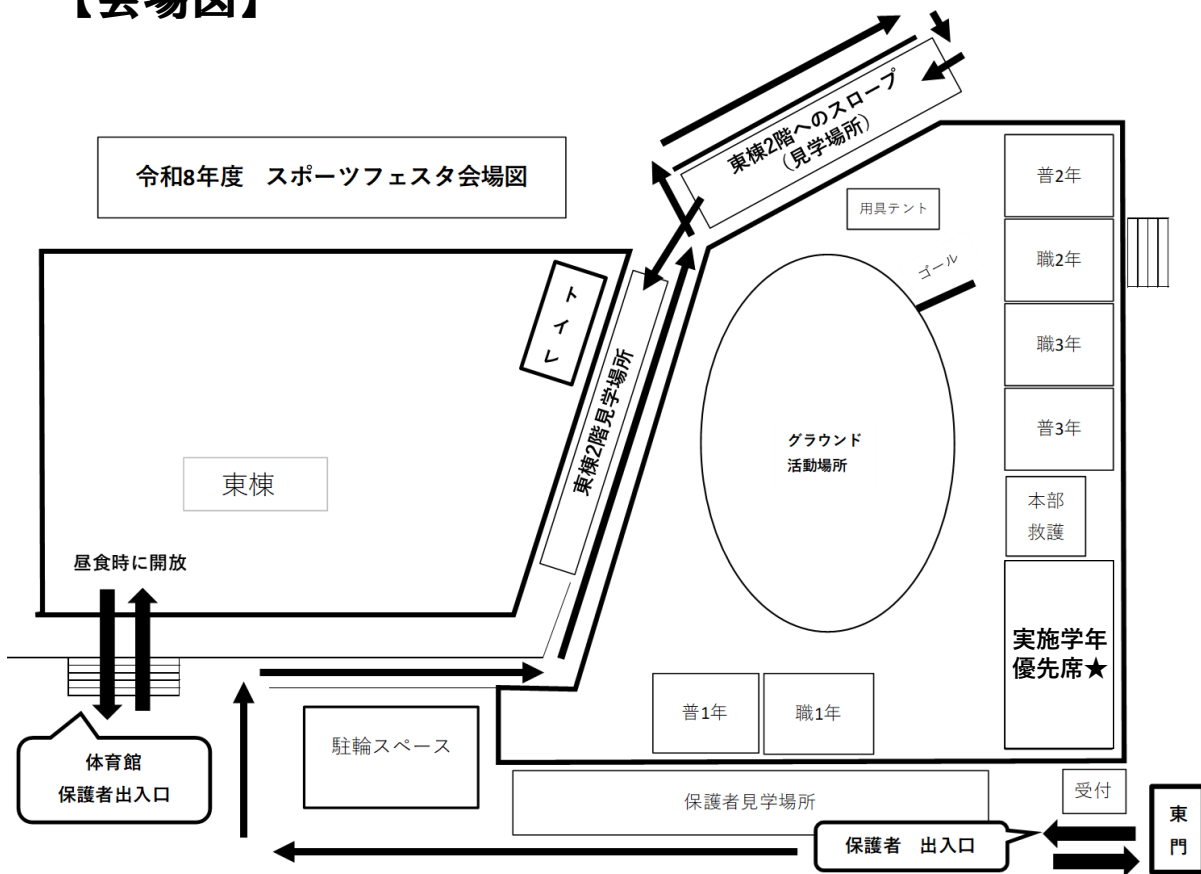 【会場図】
令和8年度　スポーツフェスタ会場図
東棟2階へのスロープ
（見学場所）
用具テント
普2年
職2年
ゴール
職3年
普3年
トイレ
東棟2階見学場所
グラウンド
活動場所
東棟
本部
救護
昼食時に開放
実施学年
優先席★
普1年
職1年
駐輪スペース
体育館
保護者出入口
保護者見学場所
受付
保護者　出入口
東門